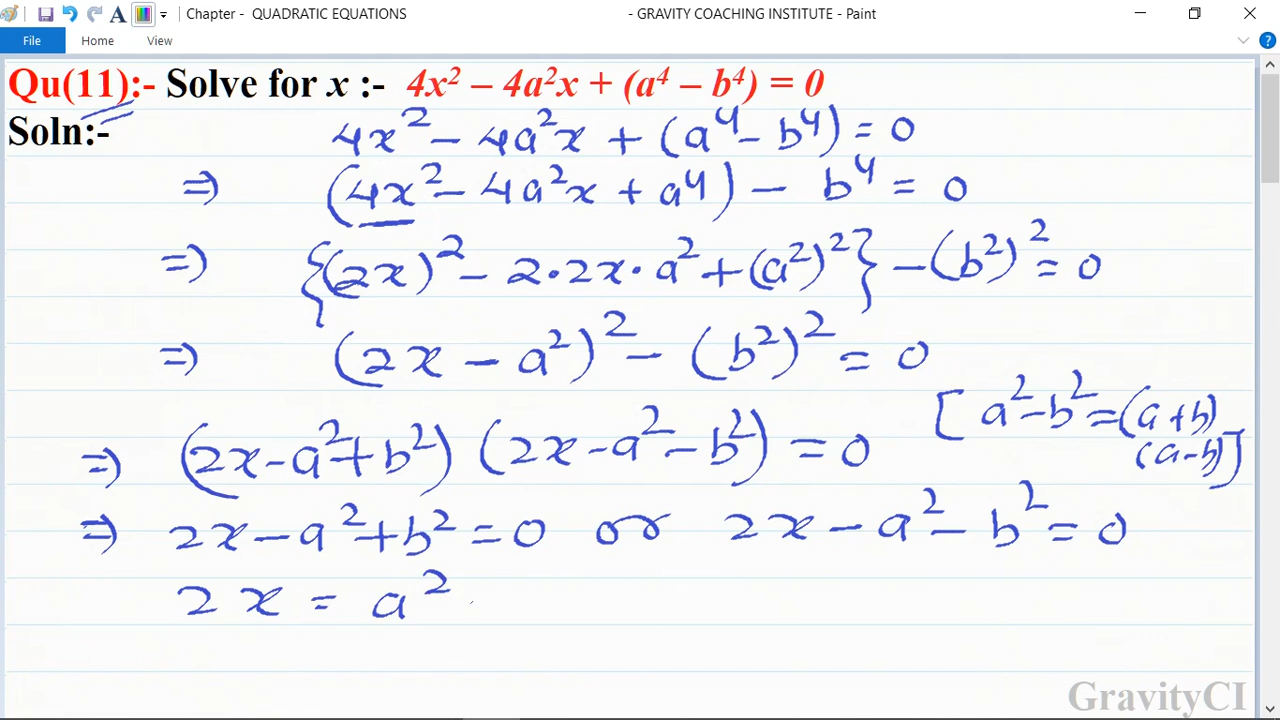 Chapter - QUADRATIC EQUATIONS - GRAVITY COACHING INSTITUTE - Paint
File Home View
Qu(11):- Solve for x :- 4x² – 4a²x + (a⁴ – b⁴) = 0
Soln:- 4x² – 4a²x + (a⁴ – b⁴) = 0
⇒ (4x² – 4a²x + a⁴) – b⁴ = 0
⇒ {(2x)² – 2·2x·a² + (a²)²} – (b²)² = 0
⇒ (2x – a²)² – (b²)² = 0
[a² – b² = (a+b)
(a–b)]
⇒ (2x – a² + b²) (2x – a² – b²) = 0
⇒ 2x – a² + b² = 0 or 2x – a² – b² = 0
2x = a²
GravityCI